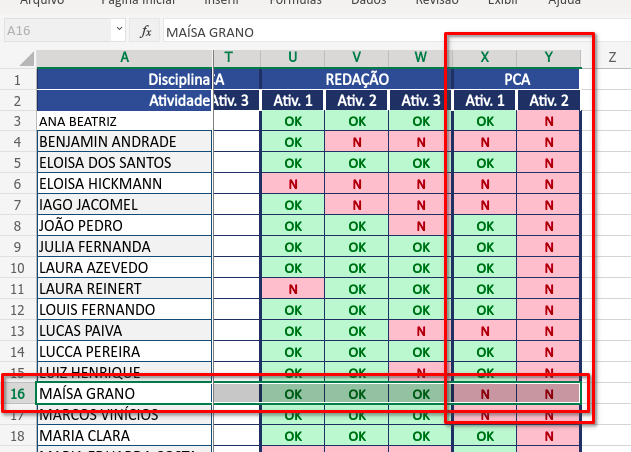 Arquivo Página Inicial Inserir Fórmulas Dados Revisão Exibir Ajuda
A16 fx MAÍSA GRANO
A T U V W X Y Z
1 Disciplina REDAÇÃO PCA
2 Atividade Ativ. 3 Ativ. 1 Ativ. 2 Ativ. 3 Ativ. 1 Ativ. 2
3 ANA BEATRIZ OK OK OK OK N
4 BENJAMIN ANDRADE OK N N N N
5 ELOISA DOS SANTOS OK OK OK OK N
6 ELOISA HICKMANN N N N N N
7 IAGO JACOMEL OK N N N N
8 JOÃO PEDRO OK OK N OK N
9 JULIA FERNANDA OK OK OK OK N
10 LAURA AZEVEDO OK OK OK OK N
11 LAURA REINERT N OK OK OK N
12 LOUIS FERNANDO OK OK OK OK N
13 LUCAS PAIVA OK OK N N N
14 LUCCA PEREIRA OK OK OK OK N
15 LUIZ HENRIQUE OK OK N OK N
16 MAÍSA GRANO OK OK OK N N
17 MARCOS VINÍCIOS OK OK OK N N
18 MARIA CLARA OK OK OK OK N